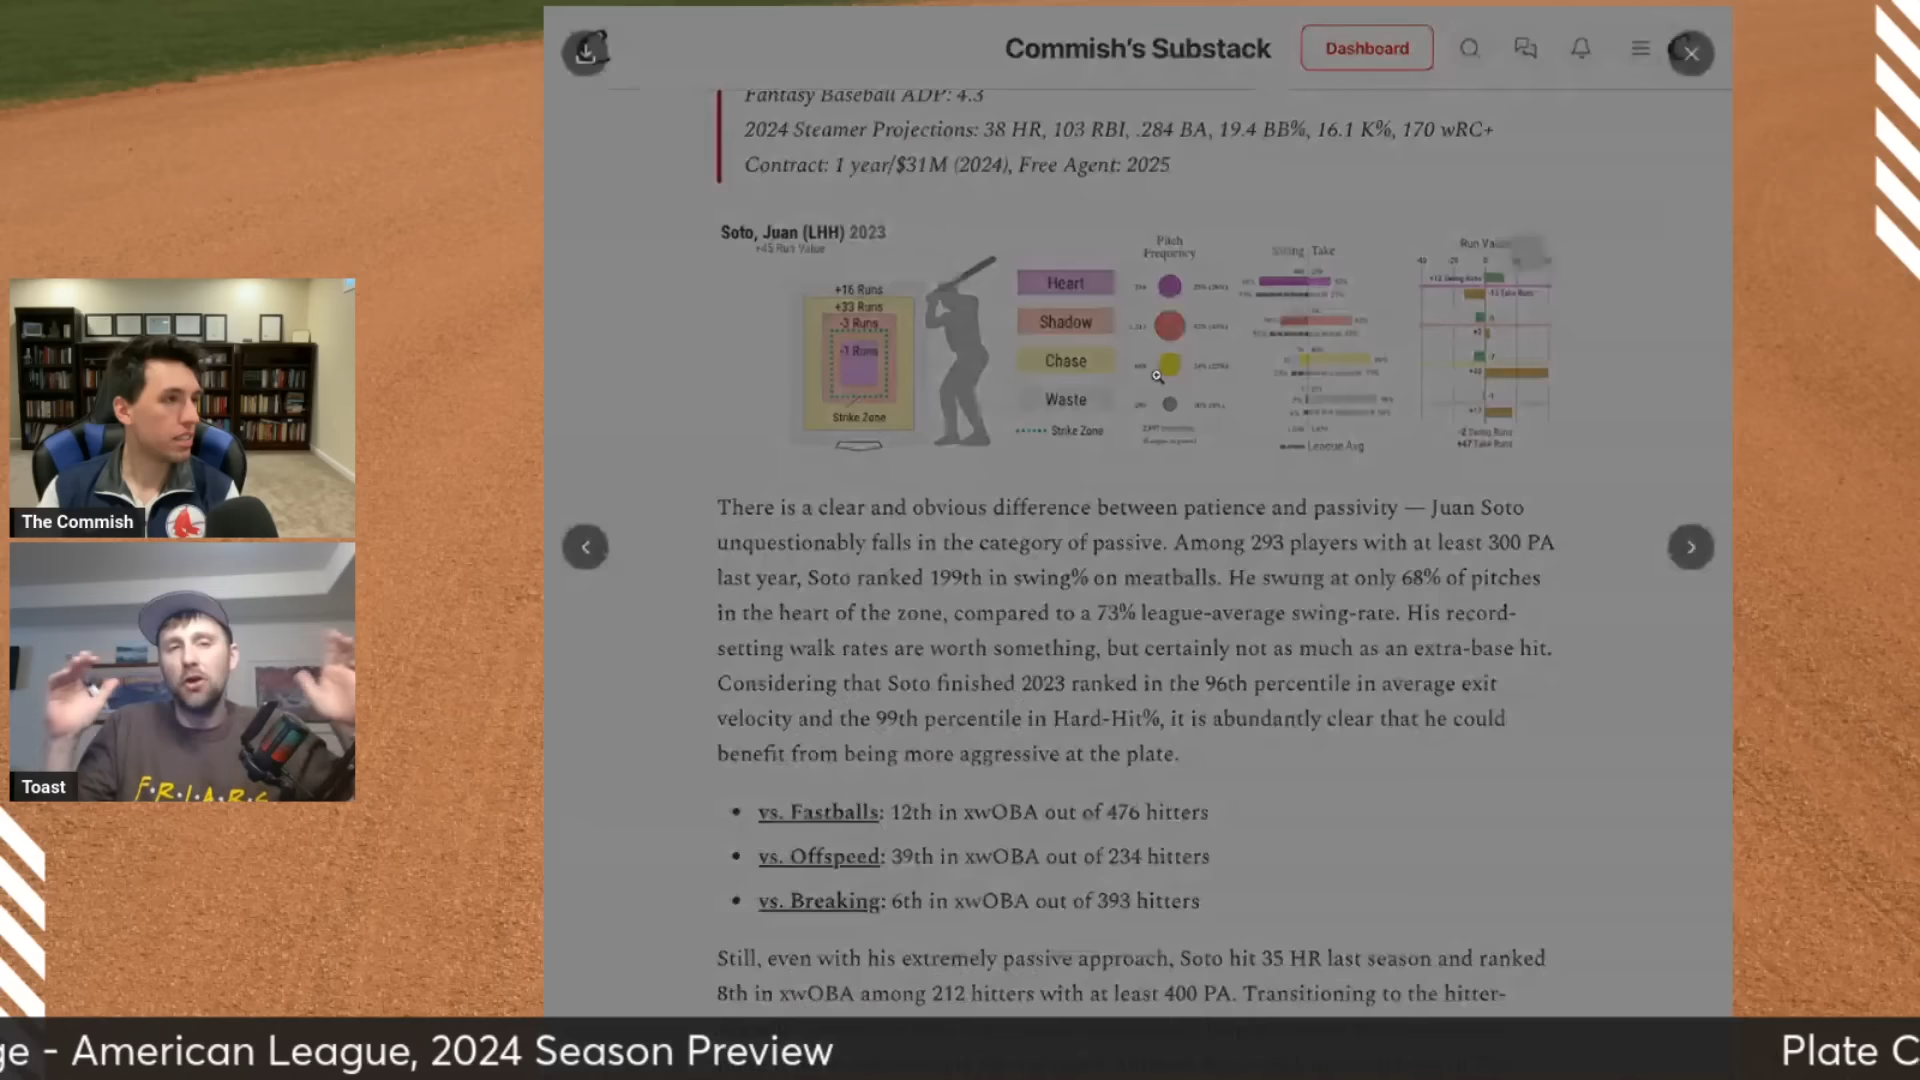 Commish's Substack
Dashboard
Fantasy Baseball ADP: 4.3
2024 Steamer Projections: 38 HR, 103 RBI, .284 BA, 19.4 BB%, 16.1 K%, 170 wRC+
Contract: 1 year/$31M (2024), Free Agent: 2025
Soto, Juan (LHH) 2023
+45 Run Value
Pitch
Frequency
Swing Take
Run
+16 Runs
+33 Runs
-3 Runs
-1 Runs
Strike Zone
Heart
Shadow
Chase
Waste
Strike Zone
League Avg
-2 Swing Runs
+47 Take Runs
There is a clear and obvious difference between patience and passivity — Juan Soto
unquestionably falls in the category of passive. Among 293 players with at least 300 PA
last year, Soto ranked 199th in swing% on meatballs. He swung at only 68% of pitches
in the heart of the zone, compared to a 73% league-average swing-rate. His record-
setting walk rates are worth something, but certainly not as much as an extra-base hit.
Considering that Soto finished 2023 ranked in the 96th percentile in average exit
velocity and the 99th percentile in Hard-Hit%, it is abundantly clear that he could
benefit from being more aggressive at the plate.
• vs. Fastballs: 12th in xwOBA out of 476 hitters
• vs. Offspeed: 39th in xwOBA out of 234 hitters
• vs. Breaking: 6th in xwOBA out of 393 hitters
Still, even with his extremely passive approach, Soto hit 35 HR last season and ranked
8th in xwOBA among 212 hitters with at least 400 PA. Transitioning to the hitter-
The Commish
F·R·I·A·R·S
Toast
ge - American League, 2024 Season Preview
Plate C